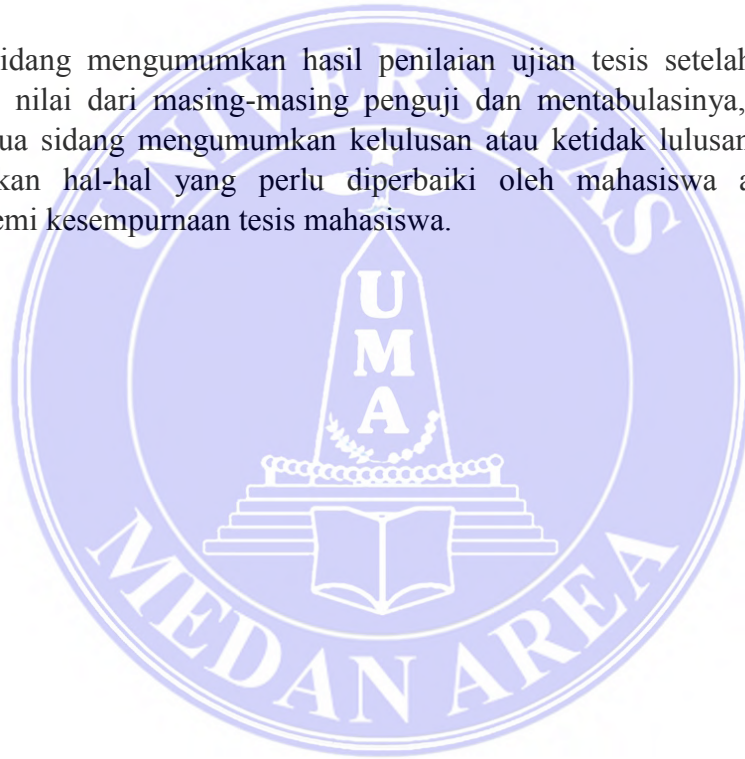 idang mengumumkan hasil penilaian ujian tesis setelah
nilai dari masing-masing penguji dan mentabulasinya,
ua sidang mengumumkan kelulusan atau ketidak lulusan
kan hal-hal yang perlu diperbaiki oleh mahasiswa a
emi kesempurnaan tesis mahasiswa.
UNIVERSITAS
U
M
A
MEDAN AREA